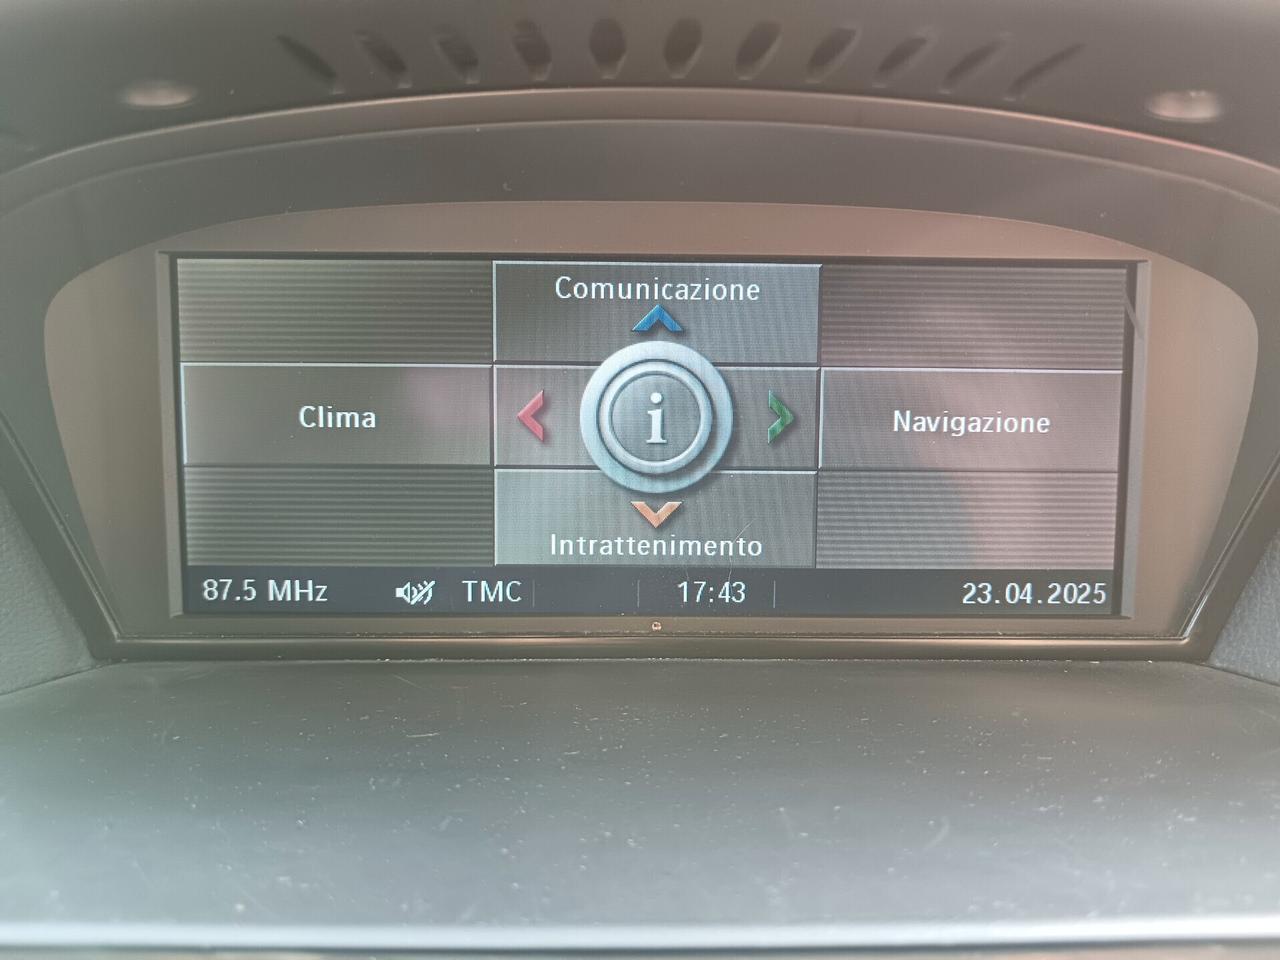 Comunicazione
Clima
i
Navigazione
Intrattenimento
87.5 MHz TMC 17:43 23.04.2025